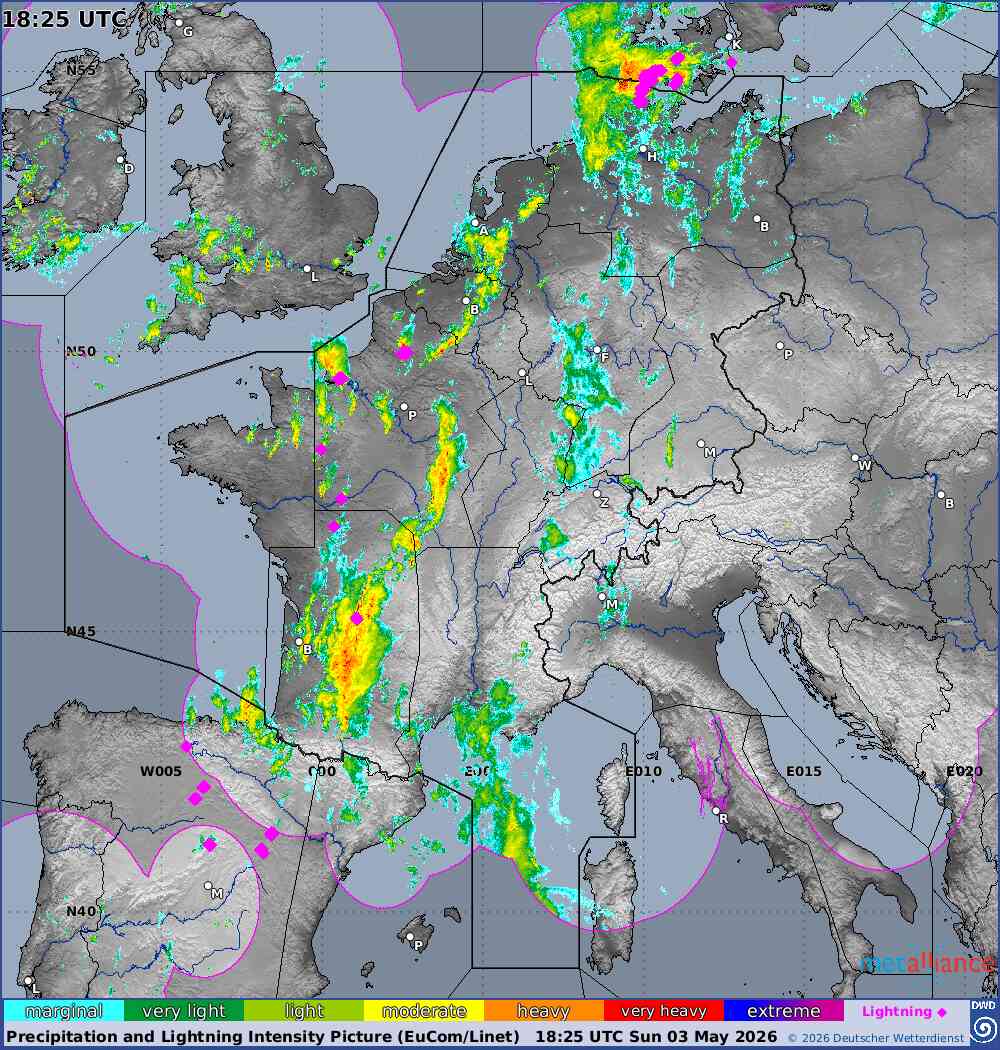 18:25 UTC
G
K
N55
D
H
A
B
L
B
N50
F
P
L
P
M
W
Z
B
M
N45
B
W005
000
E010
E015
E020
R
M
N40
P
L
metalliance
marginal very light light moderate heavy very heavy extreme Lightning ◆ DWD
Precipitation and Lightning Intensity Picture (EuCom/Linet) 18:25 UTC Sun 03 May 2026 © 2026 Deutscher Wetterdienst